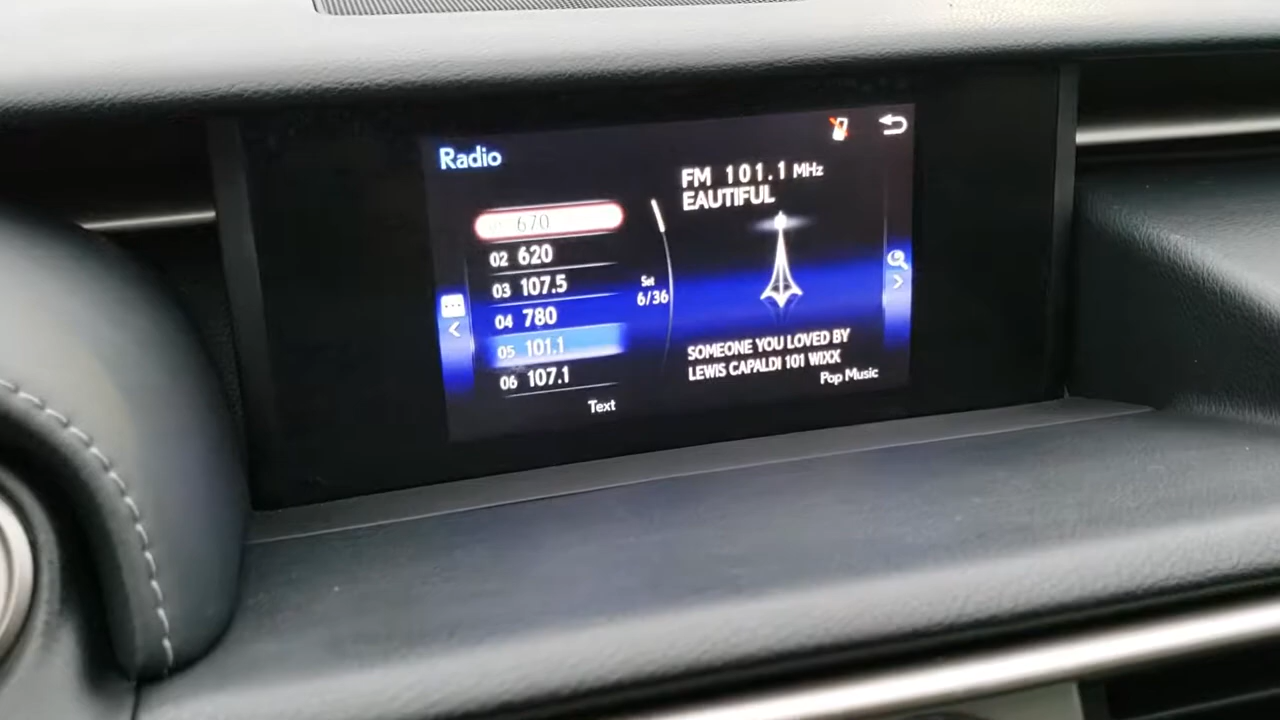 Radio
FM 101.1 MHz
EAUTIFUL
670
02 620
03 107.5
04 780
05 101.1
06 107.1
Set
6/36
SOMEONE YOU LOVED BY
LEWIS CAPALDI 101 WIXX
Pop Music
Text